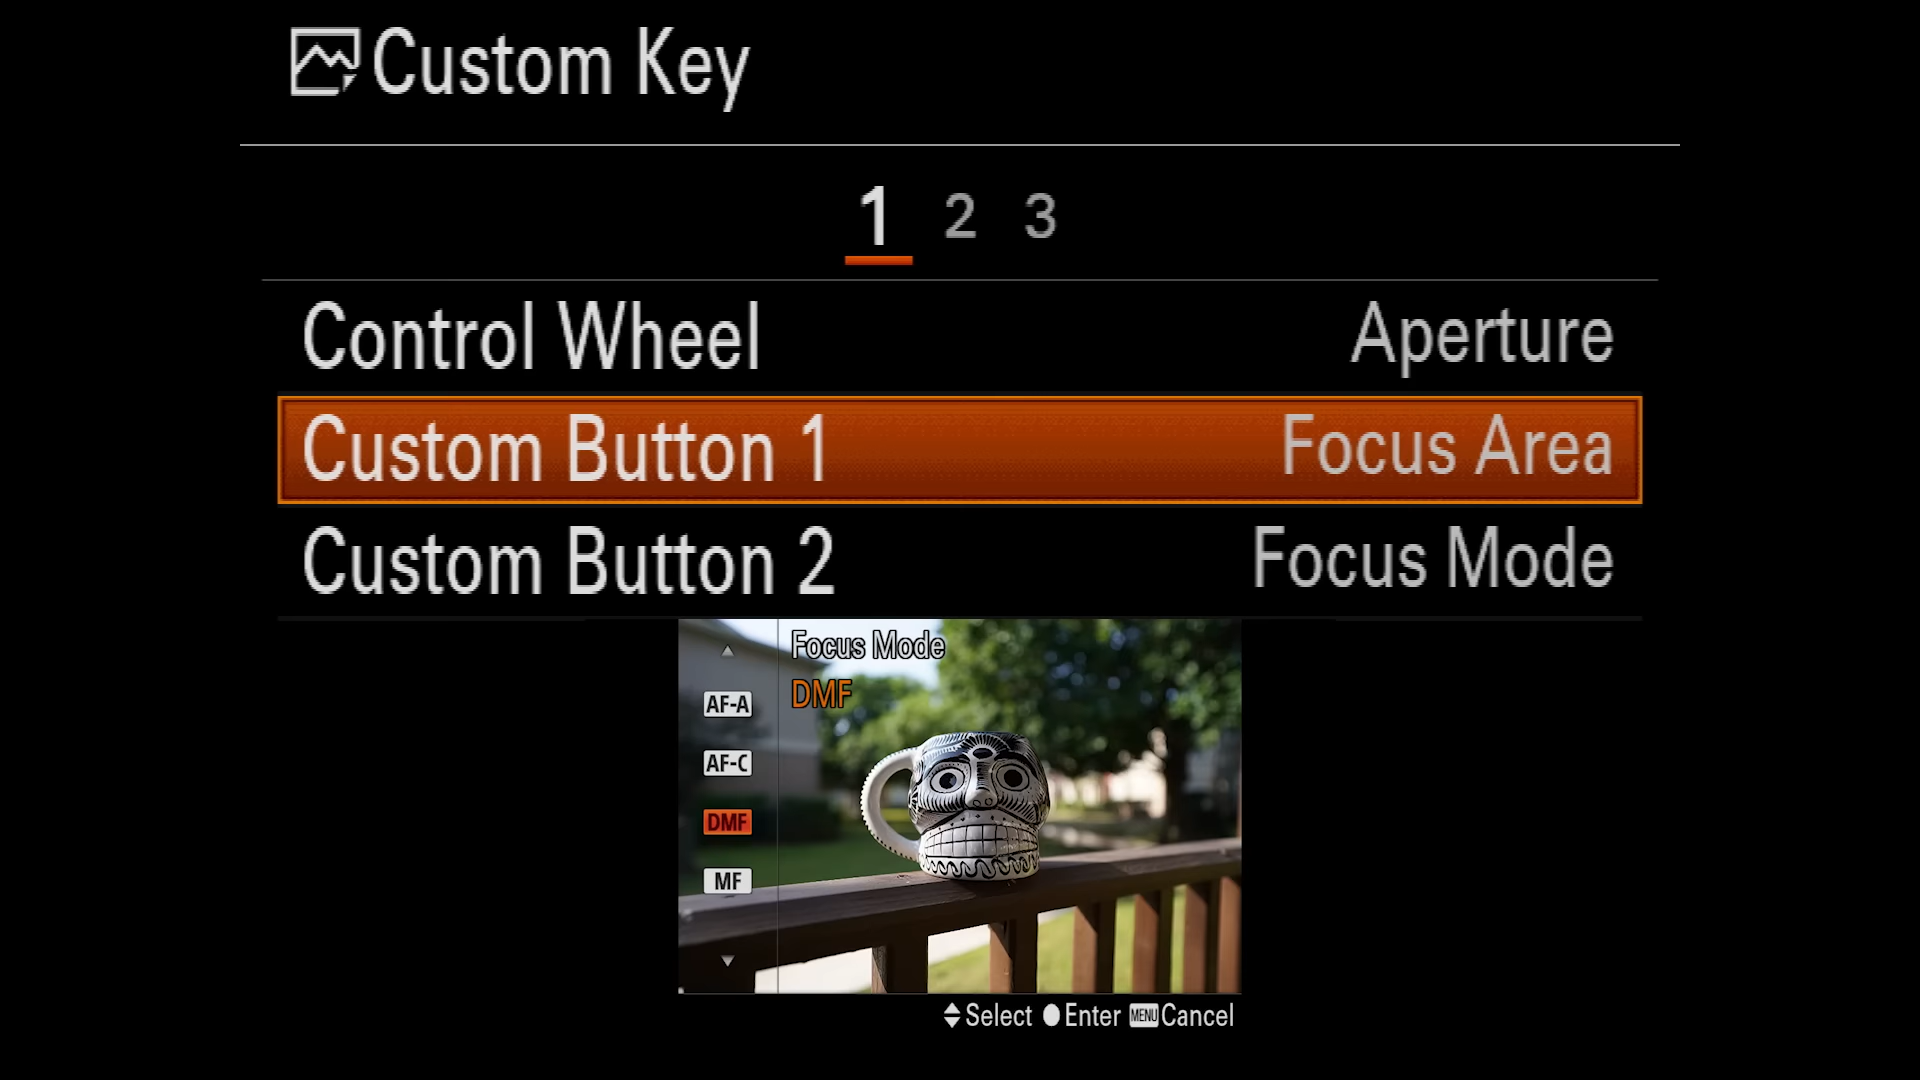 Custom Key
1 2 3
Control Wheel Aperture
Custom Button 1 Focus Area
Custom Button 2 Focus Mode
Focus Mode
DMF
AF-A
AF-C
DMF
MF
Select Enter MENU Cancel